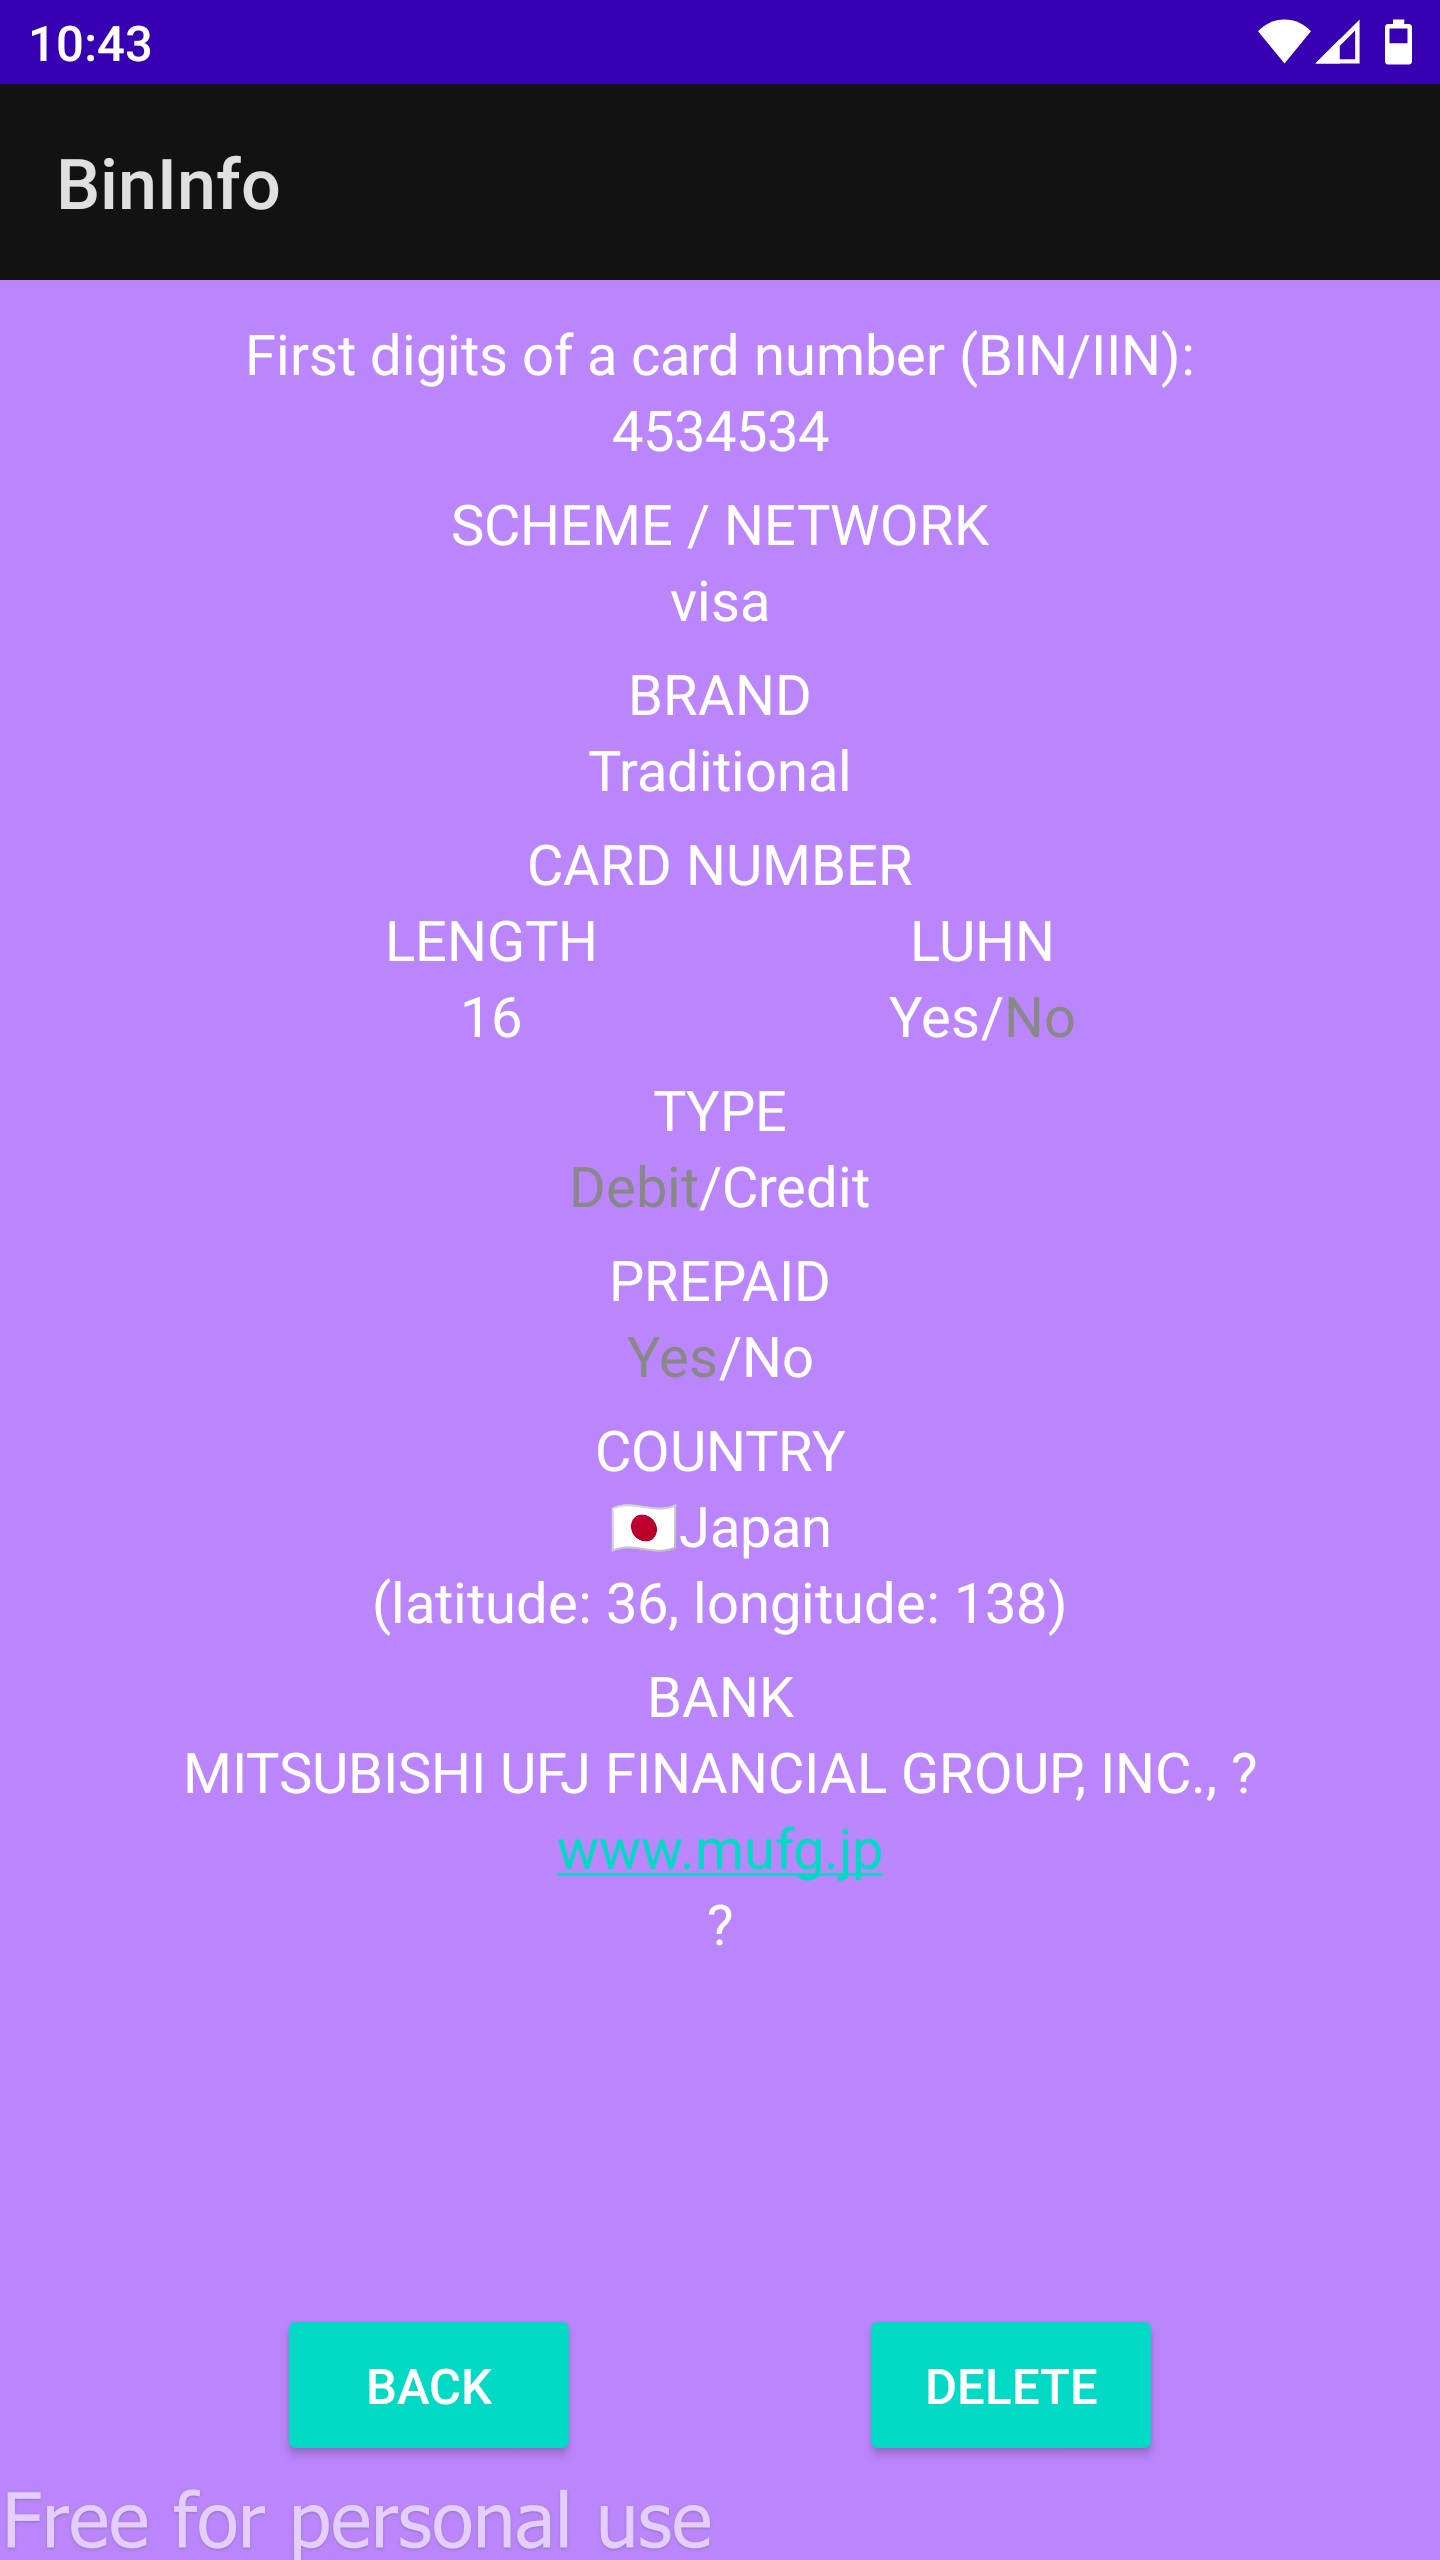 10:43
BinInfo
First digits of a card number (BIN/IIN):
4534534
SCHEME / NETWORK
visa
BRAND
Traditional
CARD NUMBER
LENGTH LUHN
16 Yes/No
TYPE
Debit/Credit
PREPAID
Yes/No
COUNTRY
🇯🇵Japan
(latitude: 36, longitude: 138)
BANK
MITSUBISHI UFJ FINANCIAL GROUP, INC., ?
www.mufg.jp
?
BACK DELETE
Free for personal use